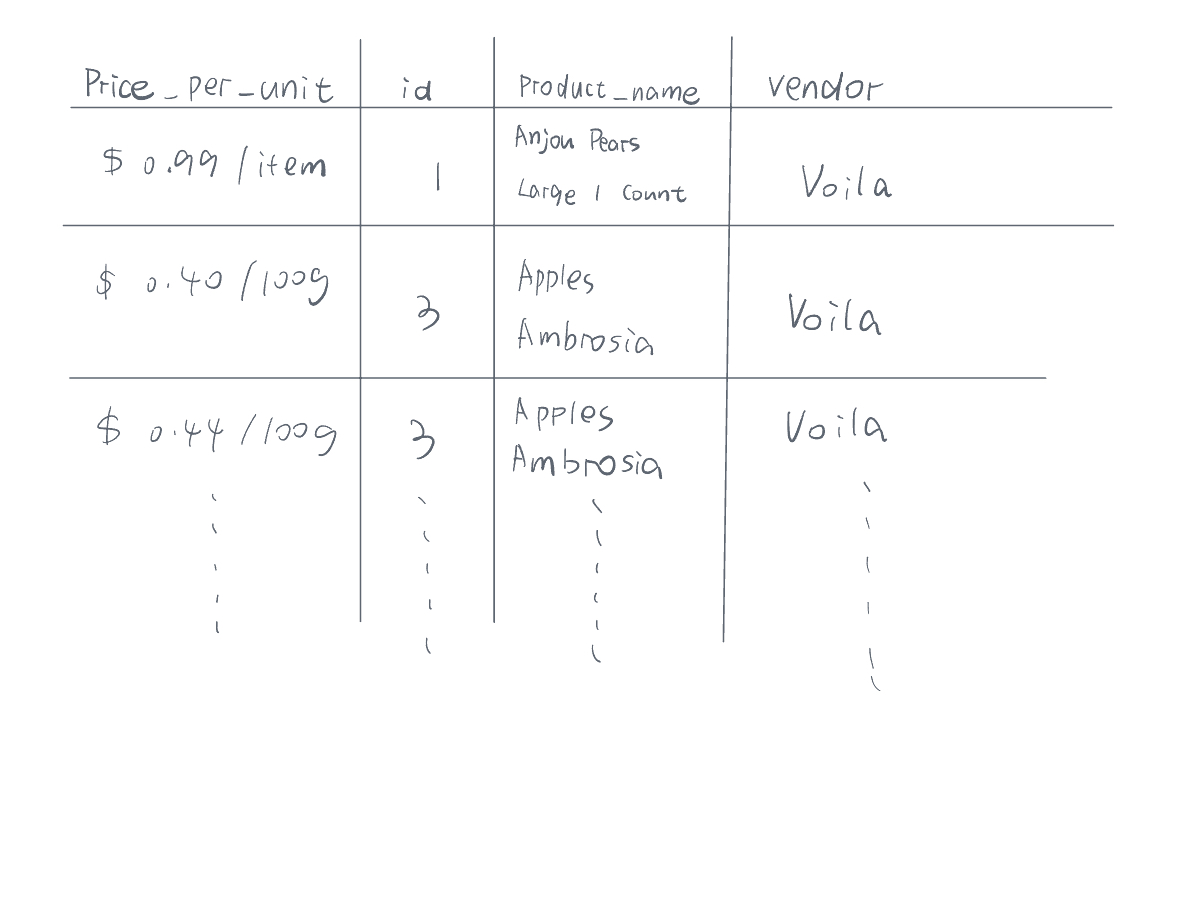 Price_per_unit id Product_name vendor
$ 0.99 /item 1 Anjou Pears Voila
Large 1 Count
$ 0.40 /100g 3 Apples Voila
Ambrosia
$ 0.44 /100g 3 Apples Voila
Ambrosia